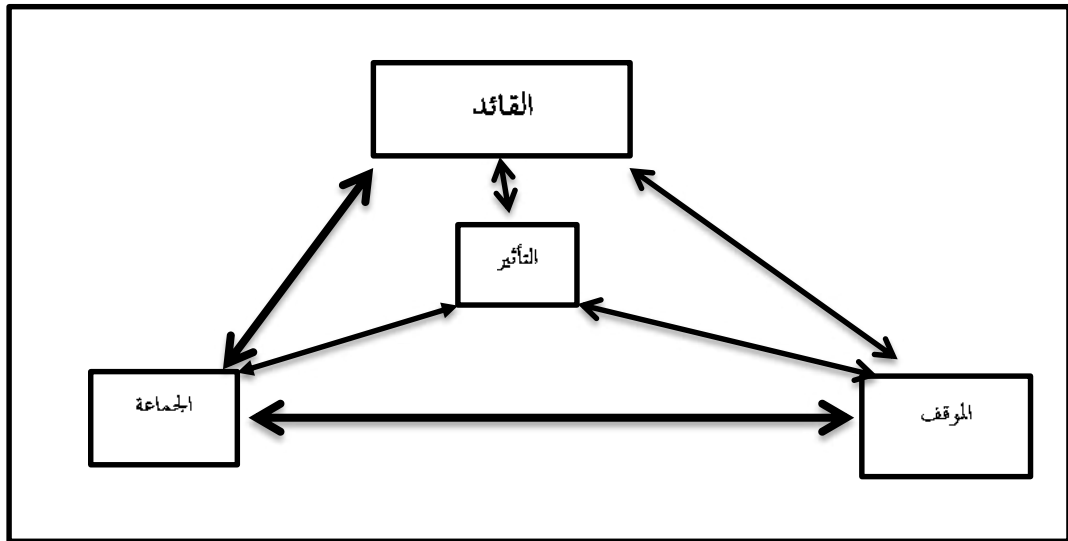 القائد
التأثير
الجماعة
الموقف